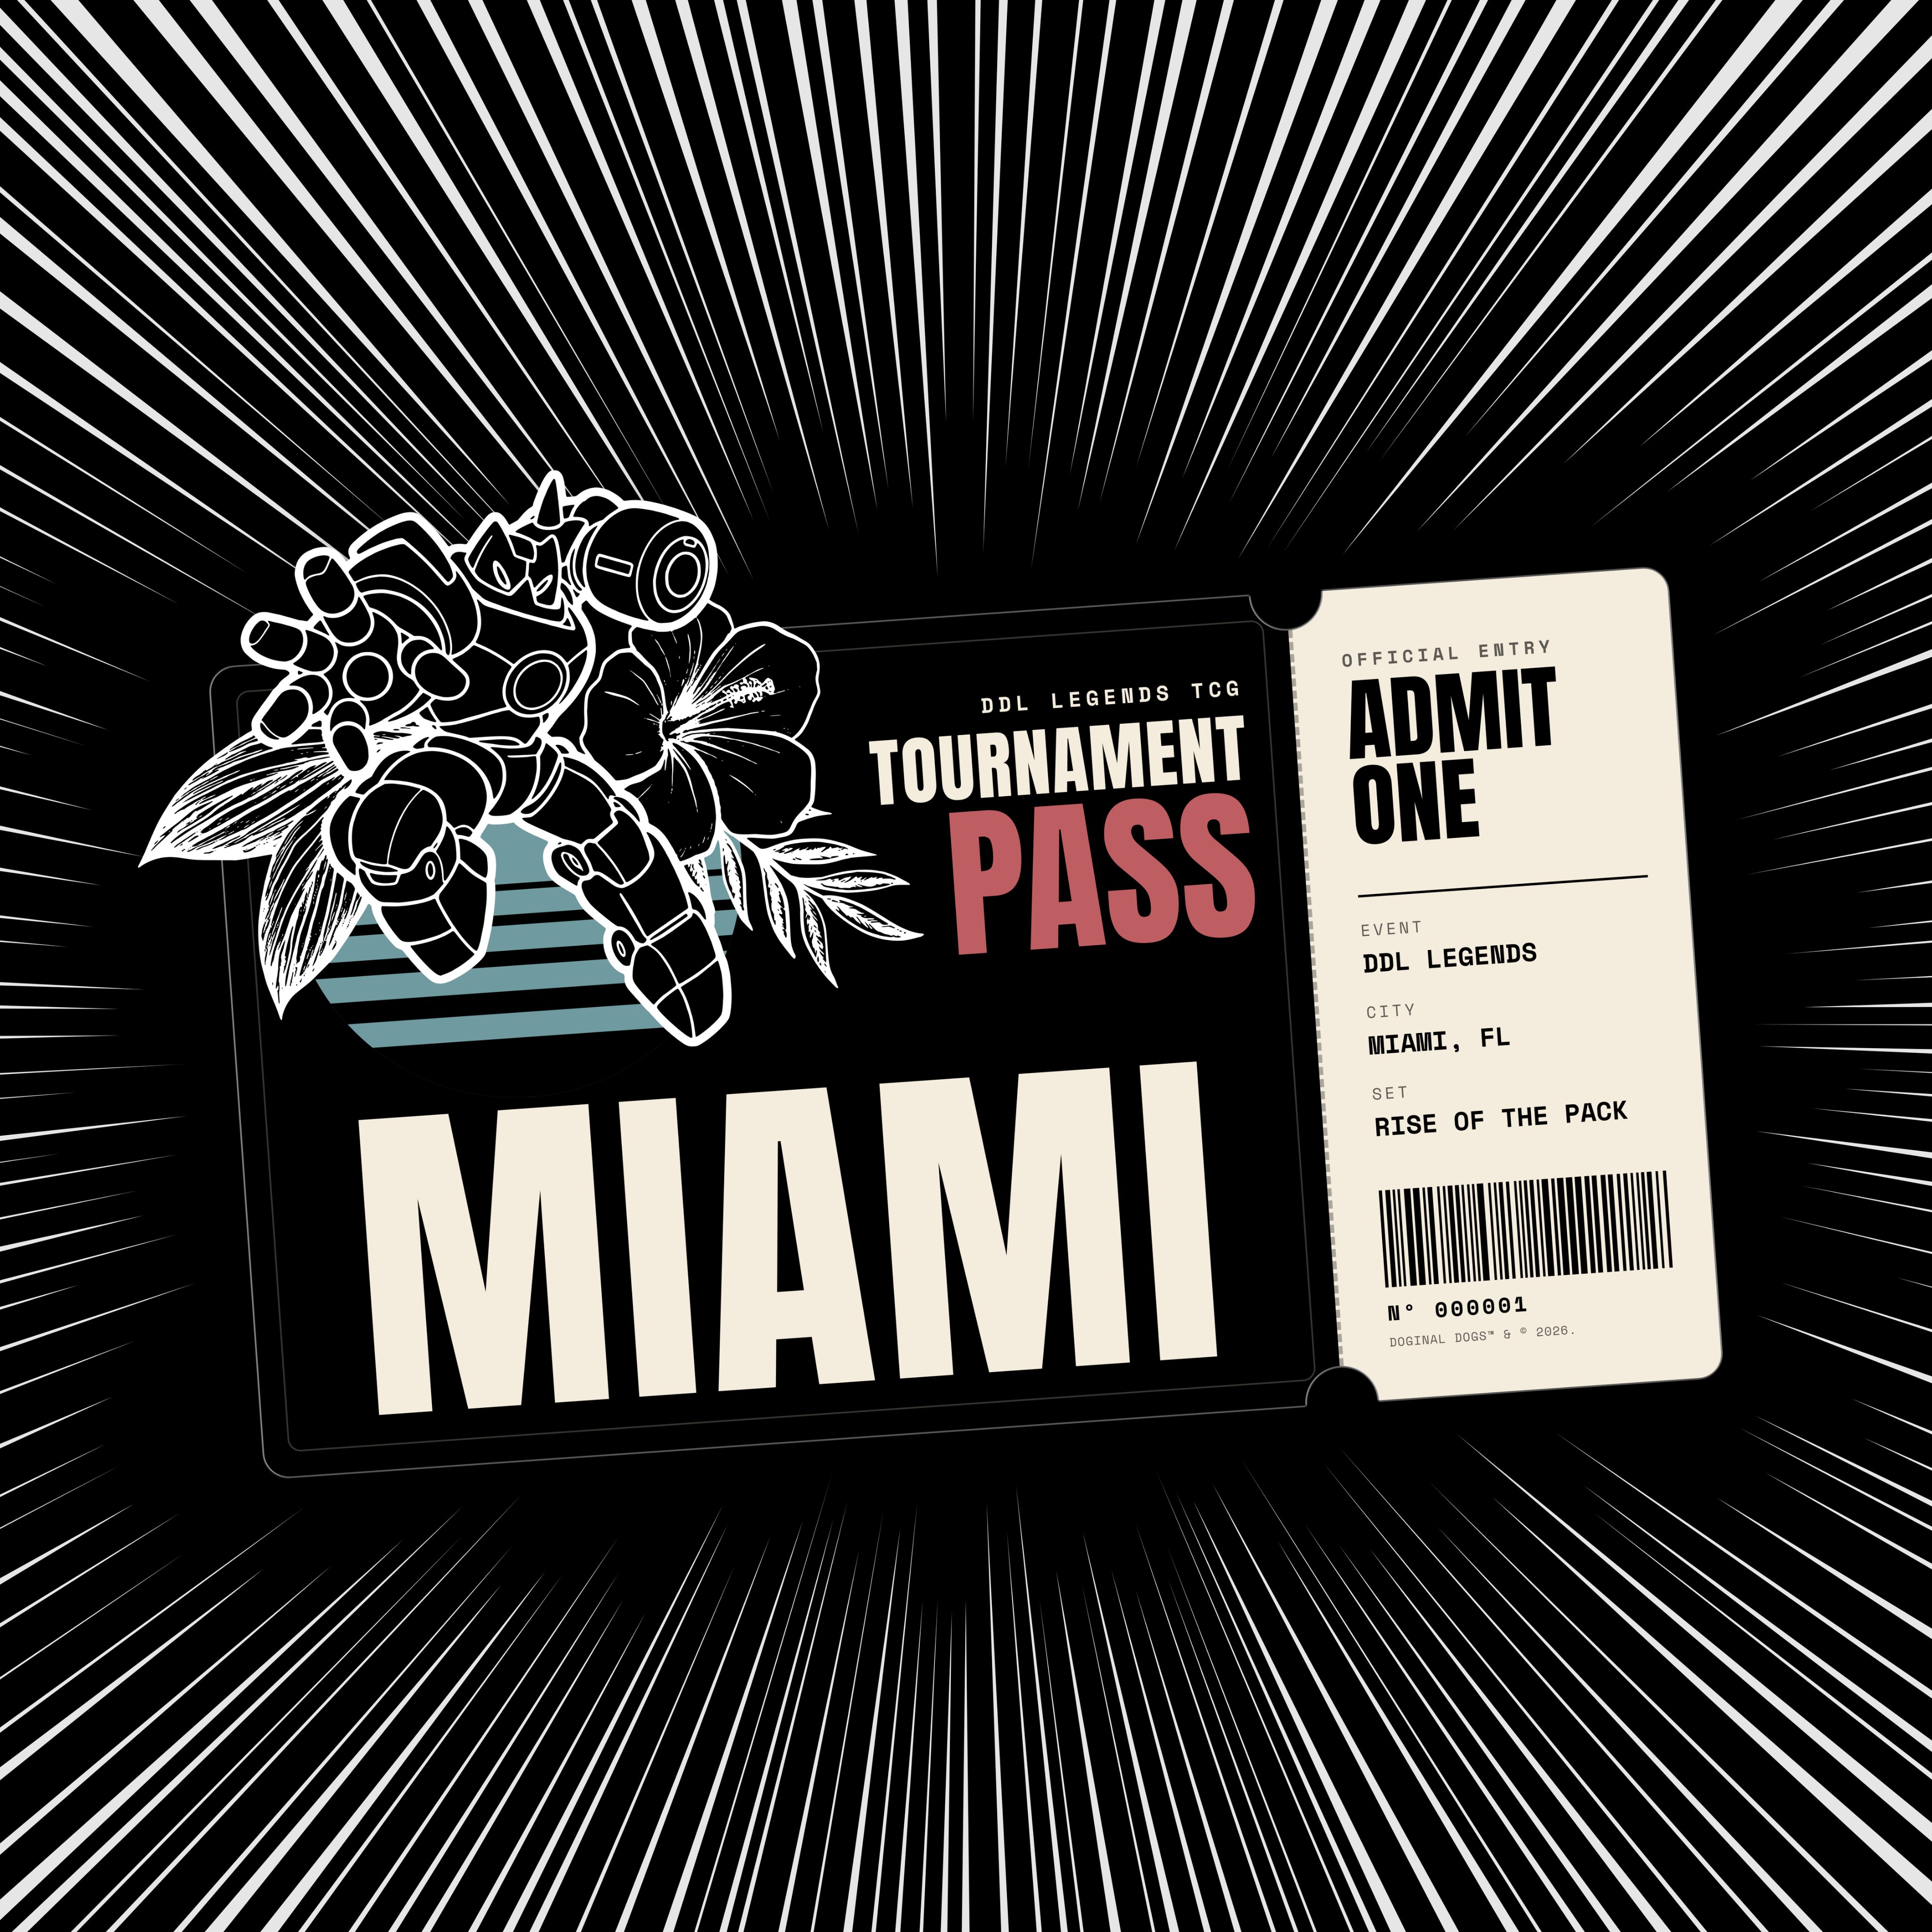 DDL LEGENDS TCG
TOURNAMENT
PASS
MIAMI
OFFICIAL ENTRY
ADMIT
ONE
EVENT
DDL LEGENDS
CITY
MIAMI, FL
SET
RISE OF THE PACK
N° 000001
DOGINAL DOGS™ & © 2026.